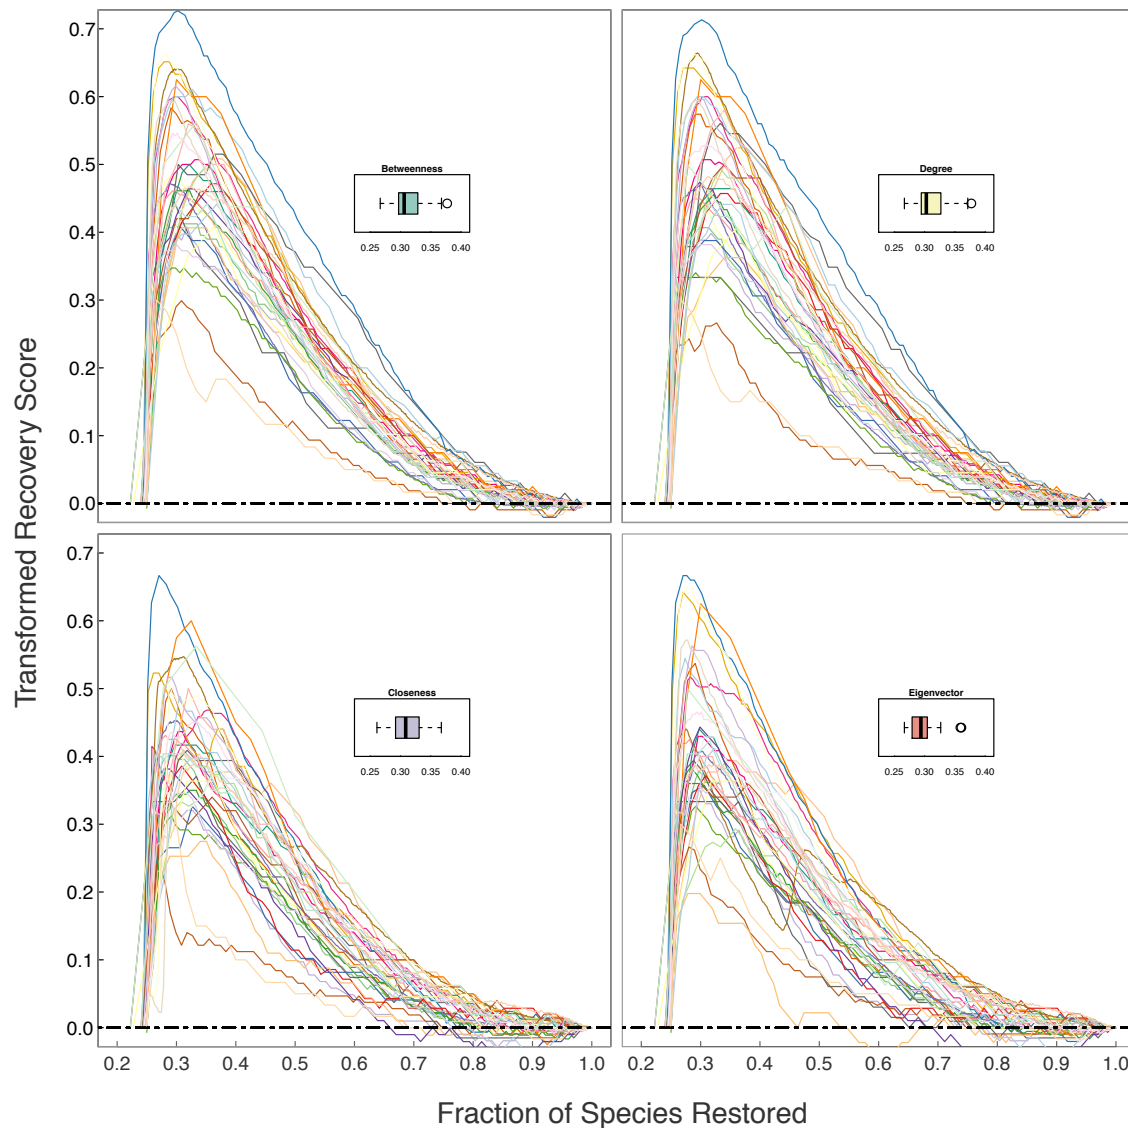 Transformed Recovery Score
0.7
0.6
0.5
0.4
0.3
0.2
0.1
0.0
Betweenness
0.25 0.30 0.35 0.40
Degree
0.25 0.30 0.35 0.40
0.7
0.6
0.5
0.4
0.3
0.2
0.1
0.0
Closeness
0.25 0.30 0.35 0.40
Eigenvector
0.25 0.30 0.35 0.40
0.2 0.3 0.4 0.5 0.6 0.7 0.8 0.9 1.0
0.2 0.3 0.4 0.5 0.6 0.7 0.8 0.9 1.0
Fraction of Species Restored